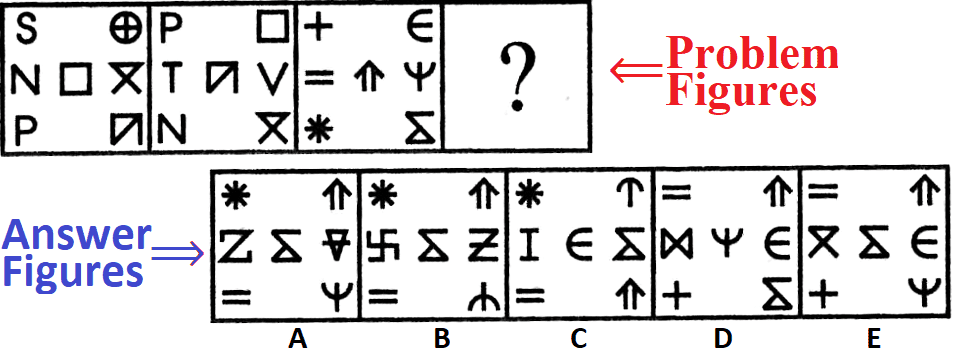 S ⊕ P □ + ∈
N □ T V = ⇑ Ψ
P N *
?
Problem
Figures
Answer
Figures
* ⇑ * ⇑ * ↑ = ⇑ = ⇑
Z 卐 Ƶ I ∈ ⋈ Ψ ∈ ∈
= Ψ = = ⇑ + + Ψ
A B C D E